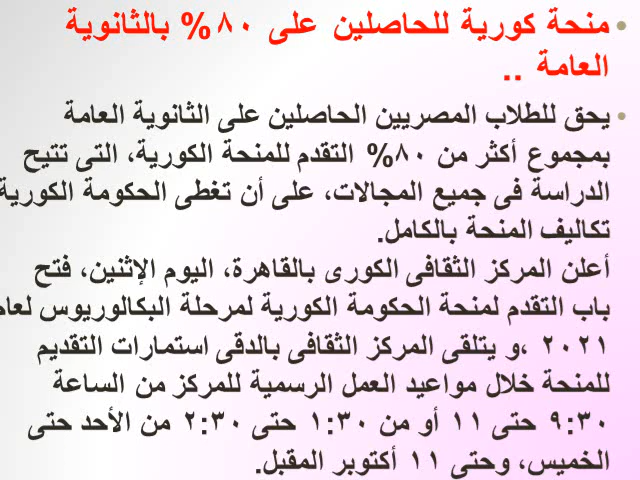 • منحة كورية للحاصلين على ٨٠% بالثانوية
العامة ..
• يحق للطلاب المصريين الحاصلين على الثانوية العامة
بمجموع أكثر من ٨٠% التقدم للمنحة الكورية، التى تتيح
الدراسة فى جميع المجالات، على أن تغطى الحكومة الكورية
تكاليف المنحة بالكامل.
أعلن المركز الثقافى الكورى بالقاهرة، اليوم الإثنين، فتح
باب التقدم لمنحة الحكومة الكورية لمرحلة البكالوريوس لعام
٢٠٢١ ،و يتلقى المركز الثقافى بالدقى استمارات التقديم
للمنحة خلال مواعيد العمل الرسمية للمركز من الساعة
٩:٣٠ حتى ١١ أو من ١:٣٠ حتى ٢:٣٠ من الأحد حتى
الخميس، وحتى ١١ أكتوبر المقبل.